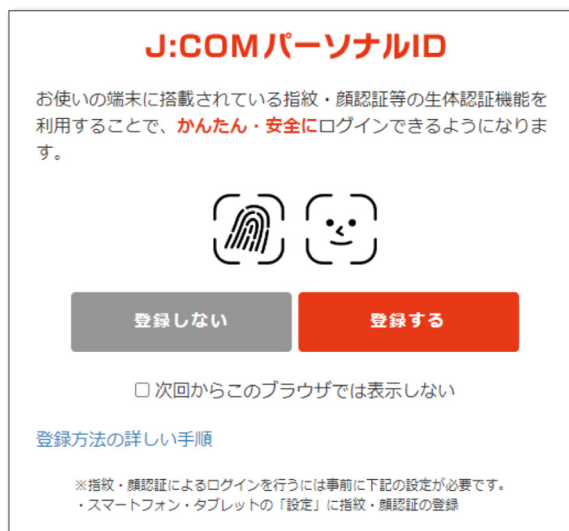 J:COMパーソナルID
お使いの端末に搭載されている指紋・顔認証等の生体認証機能を
利用することで、かんたん・安全にログインできるようになりま
す。
登録しない
登録する
次回からこのブラウザでは表示しない
登録方法の詳しい手順
※指紋・顔認証によるログインを行うには事前に下記の設定が必要です。
・スマートフォン・タブレットの「設定」に指紋・顔認証の登録